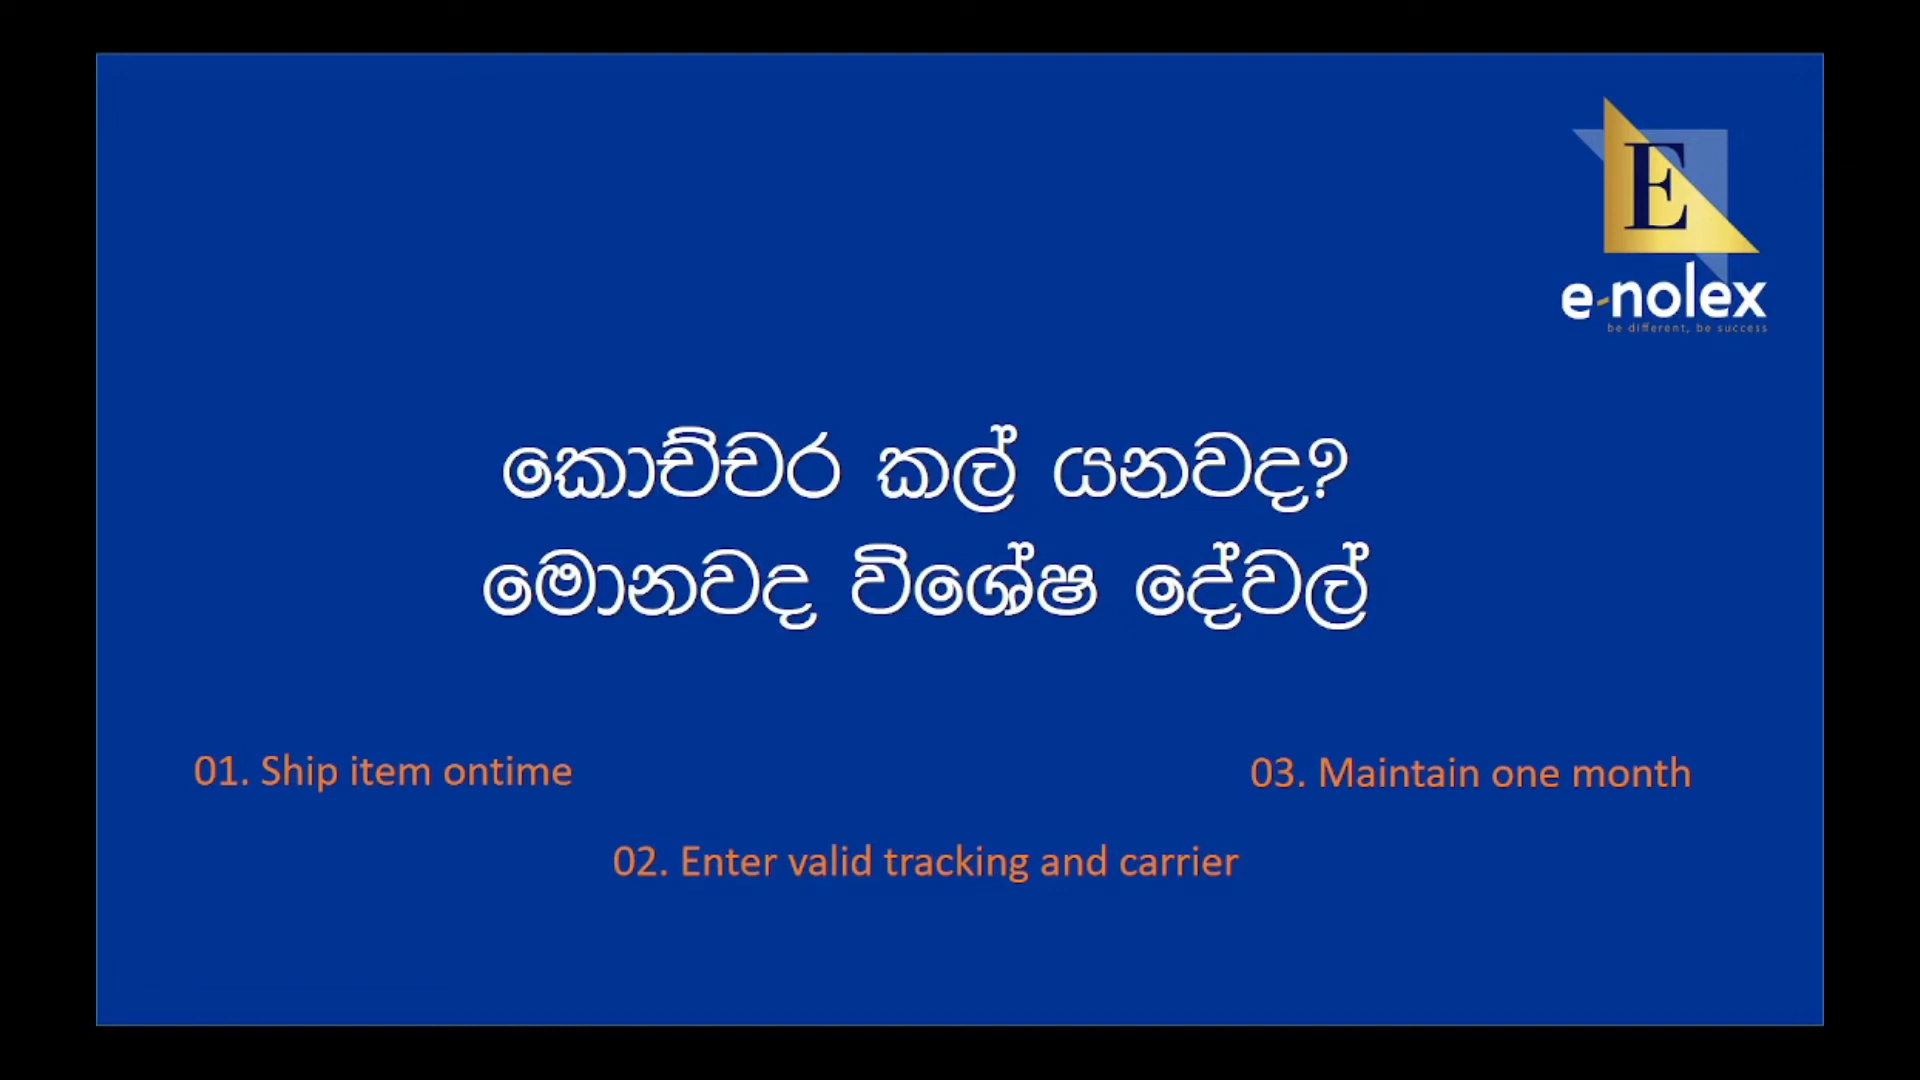 E
e-nolex
be different, be success
කොච්චර කල් යනවද?
මොනවද විශේෂ දේවල්
01. Ship item ontime
03. Maintain one month
02. Enter valid tracking and carrier